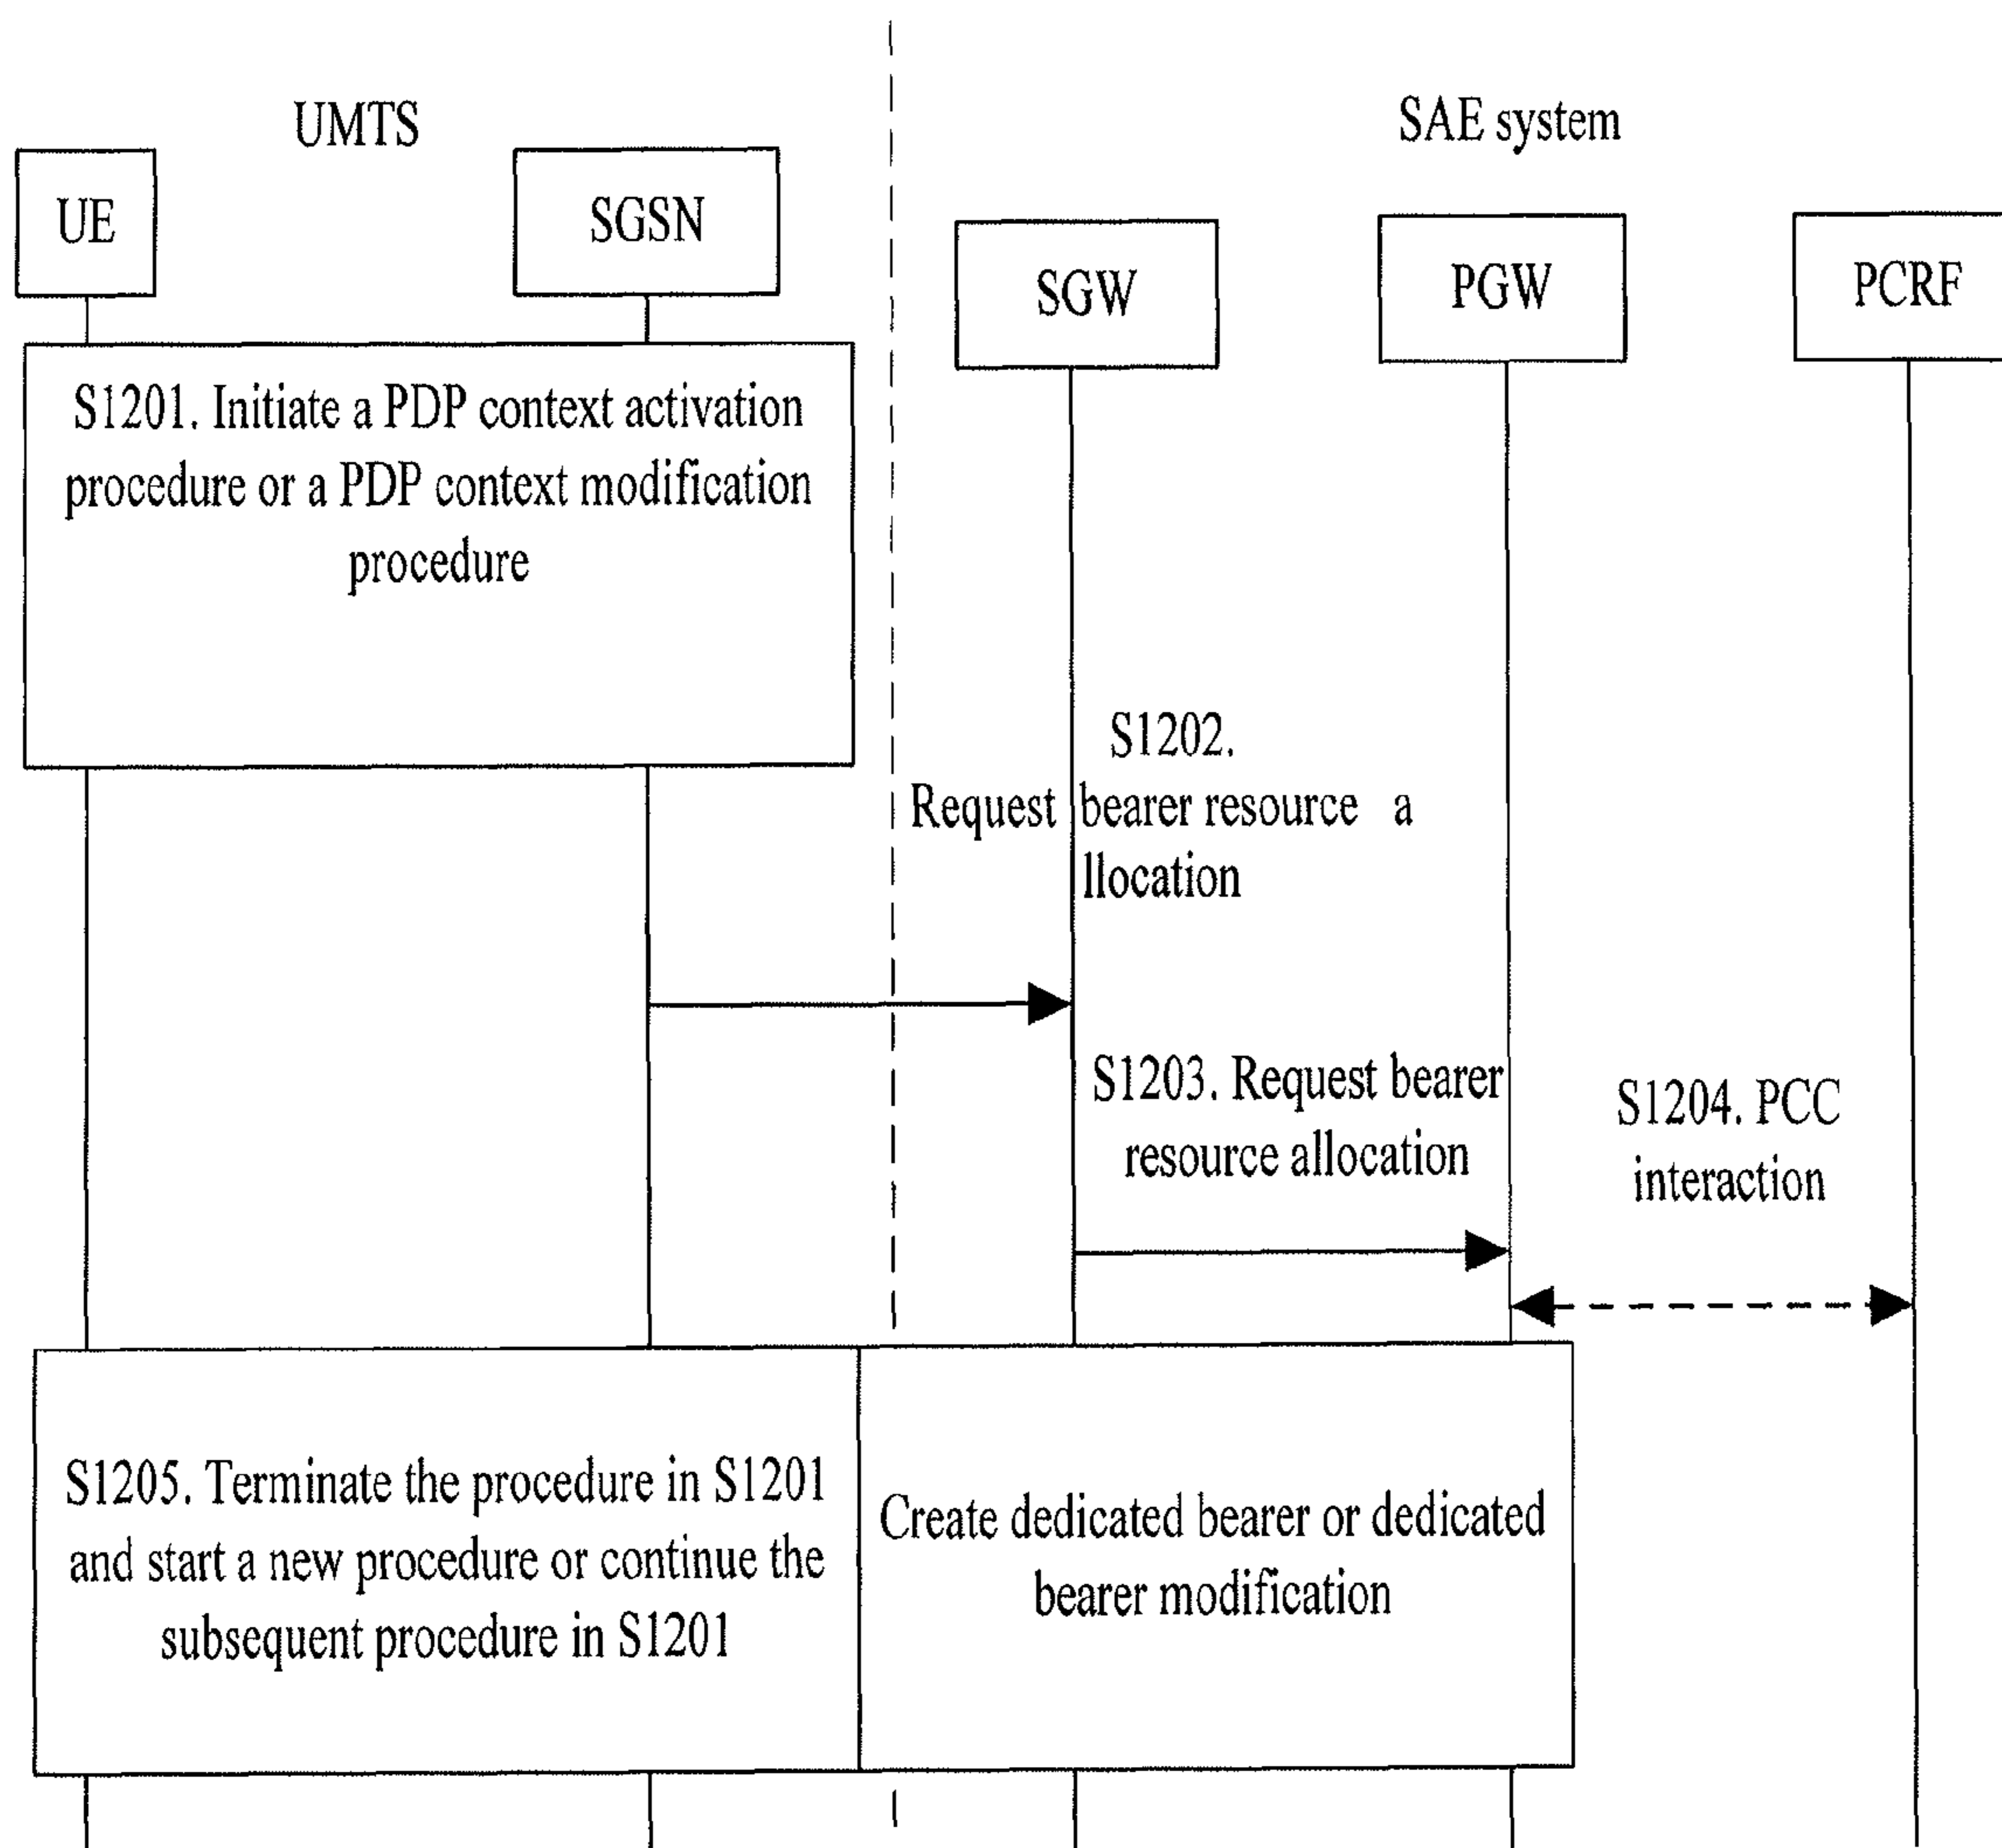 UMTS
SAE system
UE
SGSN
SGW
PGW
PCRF
S1201. Initiate a PDP context activation
procedure or a PDP context modification
procedure
S1202.
Request bearer resource a
llocation
S1203. Request bearer
resource allocation
S1204. PCC
interaction
S1205. Terminate the procedure in S1201
and start a new procedure or continue the
subsequent procedure in S1201
Create dedicated bearer or dedicated
bearer modification